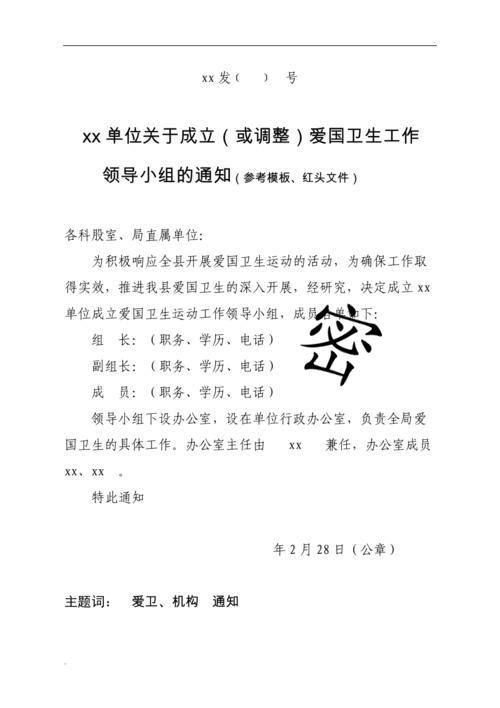 xx发（　）号
xx单位关于成立（或调整）爱国卫生工作
领导小组的通知（参考模板、红头文件）
各科股室、局直属单位:
为积极响应全县开展爱国卫生运动的活动，为确保工作取
得实效，推进我县爱国卫生的深入开展，经研究，决定成立xx
单位成立爱国卫生运动工作领导小组，成员名单如下:
组　长:（职务、学历、电话）
副组长:（职务、学历、电话）
成　员:（职务、学历、电话）
密
领导小组下设办公室，设在单位行政办公室，负责全局爱
国卫生的具体工作。办公室主任由　xx　兼任，办公室成员
xx、xx　。
特此通知
年2月28日（公章）
主题词:　爱卫、机构　通知